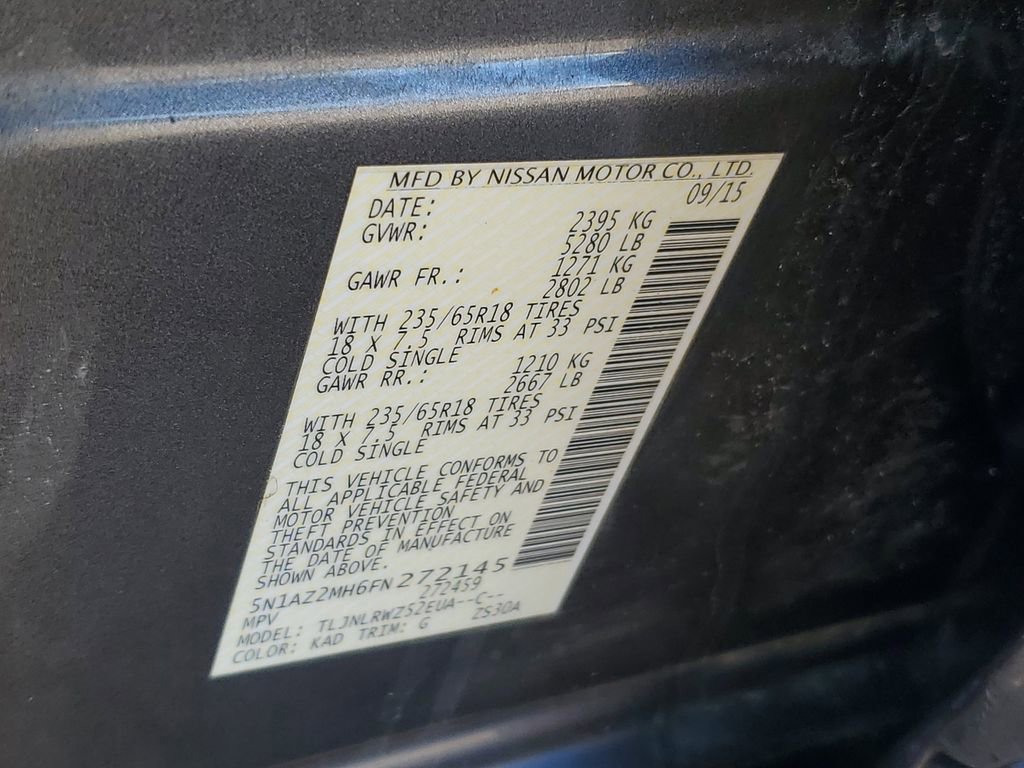 MFD BY NISSAN MOTOR CO., LTD.
DATE: 09/15
GVWR: 2395 KG
5280 LB
GAWR FR.: 1271 KG
2802 LB
WITH 235/65R18 TIRES
18 X 7.5 RIMS AT 33 PSI
COLD SINGLE
GAWR RR.: 1210 KG
2667 LB
WITH 235/65R18 TIRES
18 X 7.5 RIMS AT 33 PSI
COLD SINGLE
THIS VEHICLE CONFORMS TO
ALL APPLICABLE FEDERAL
MOTOR VEHICLE SAFETY AND
THEFT PREVENTION
STANDARDS IN EFFECT ON
THE DATE OF MANUFACTURE
SHOWN ABOVE.
5N1AZ2MH6FN272145
MPV 272459
MODEL: TLJNLRWZ52EUA--C--
COLOR: KAD TRIM: G ZS30A